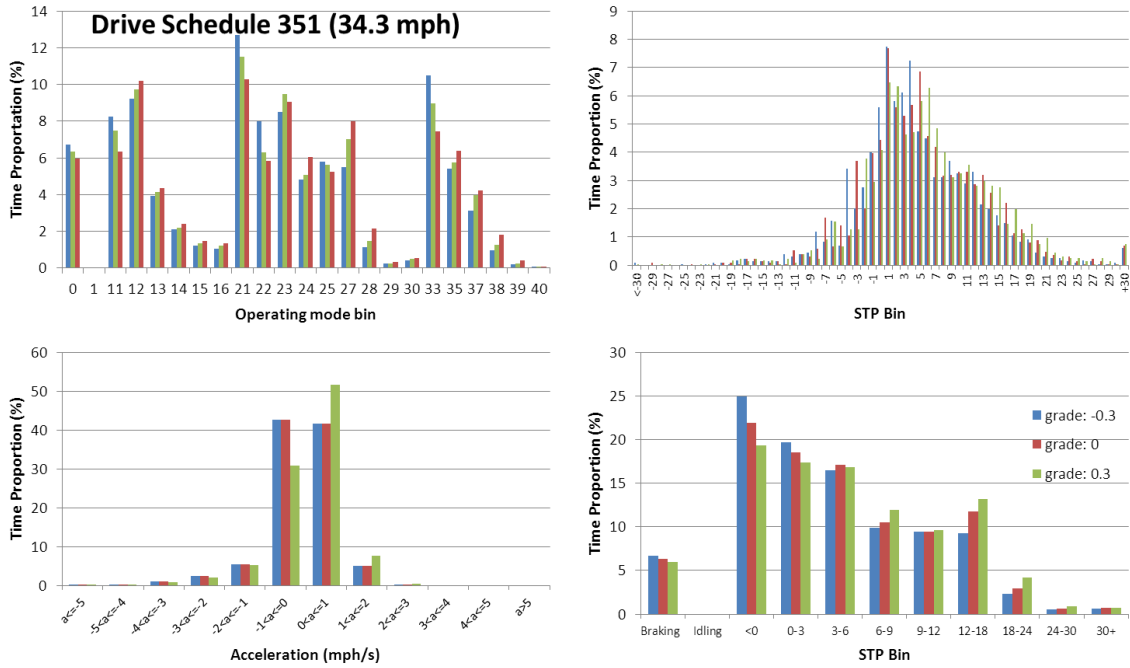 Drive Schedule 351 (34.3 mph)
Time Proportation (%)
14
12
10
8
6
4
2
0
0 1 11 12 13 14 15 16 21 22 23 24 25 27 28 29 30 33 35 37 38 39 40
Operating mode bin
Time Proportion (%)
9
8
7
6
5
4
3
2
1
0
<-30 -29 -27 -25 -23 -21 -19 -17 -15 -13 -11 -9 -7 -5 -3 -1 1 3 5 7 9 11 13 15 17 19 21 23 25 27 29 +30
STP Bin
Time Proportion (%)
60
50
40
30
20
10
0
a<=-5 -5<a<=-4 -4<a<=-3 -3<a<=-2 -2<a<=-1 -1<a<=0 0<a<=1 1<a<=2 2<a<=3 3<a<=4 4<a<=5 a>5
Acceleration (mph/s)
Time Proportion (%)
30
25
20
15
10
5
0
grade: -0.3
grade: 0
grade: 0.3
Braking Idling <0 0-3 3-6 6-9 9-12 12-18 18-24 24-30 30+
STP Bin